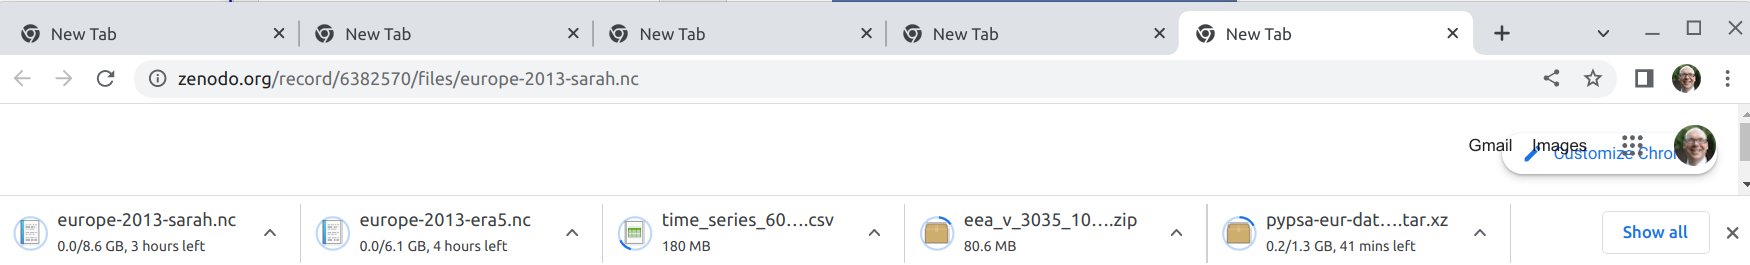 New Tab
New Tab
New Tab
New Tab
New Tab
zenodo.org/record/6382570/files/europe-2013-sarah.nc
Gmail Images
Customize Chro
europe-2013-sarah.nc
0.0/8.6 GB, 3 hours left
europe-2013-era5.nc
0.0/6.1 GB, 4 hours left
time_series_60....csv
180 MB
eea_v_3035_10....zip
80.6 MB
pypsa-eur-dat....tar.xz
0.2/1.3 GB, 41 mins left
Show all